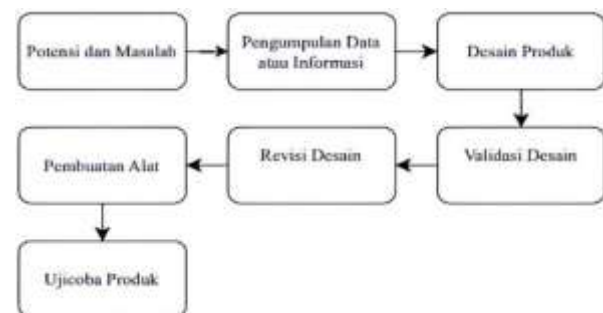 Potensi dan Masalah
Pengumpulan Data
atau Informasi
Desain Produk
Validasi Desain
Revisi Desain
Pembuatan Alat
Ujicoba Produk